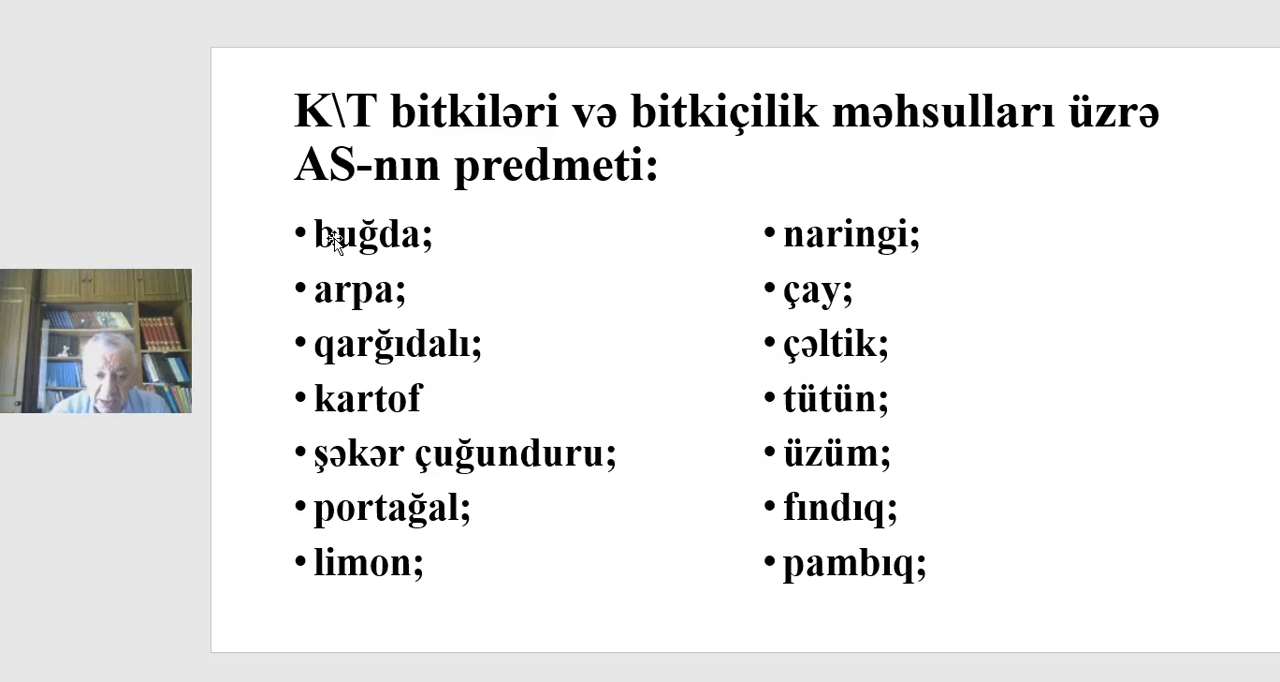 K\T bitkiləri və bitkiçilik məhsulları üzrə
AS-nın predmeti:
• buğda;
• arpa;
• qarğıdalı;
• kartof
• şəkər çuğunduru;
• portağal;
• limon;
• naringi;
• çay;
• çəltik;
• tütün;
• üzüm;
• fındıq;
• pambıq;